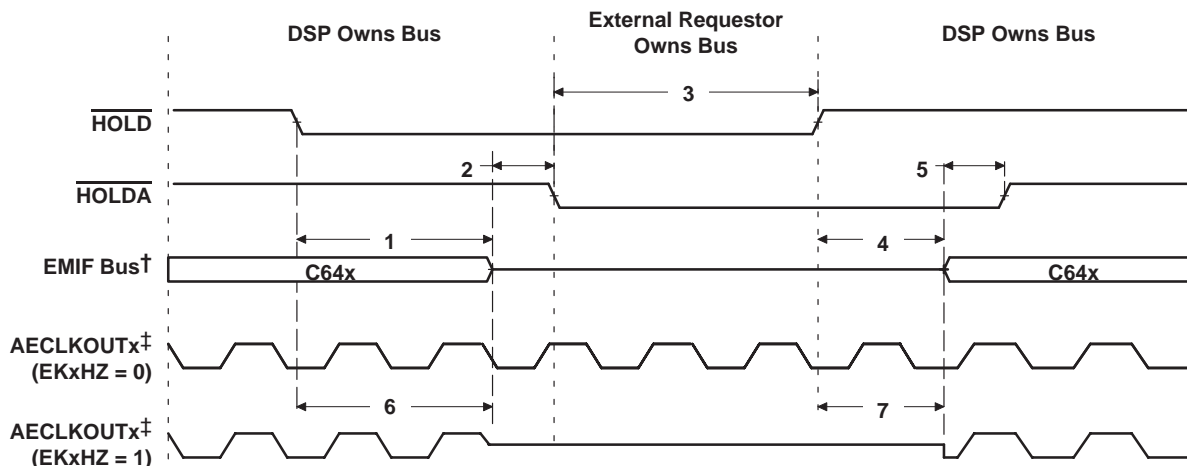 DSP Owns Bus
External Requestor
Owns Bus
DSP Owns Bus
3
HOLD
2
5
HOLDA
1
4
EMIF Bus†
C64x
C64x
AECLKOUTx‡
(EKxHZ = 0)
6
7
AECLKOUTx‡
(EKxHZ = 1)